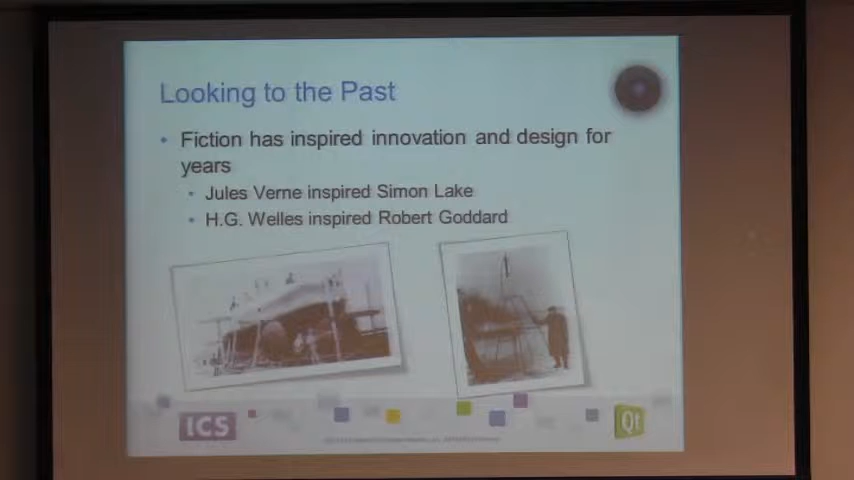 Looking to the Past
• Fiction has inspired innovation and design for
years
• Jules Verne inspired Simon Lake
• H.G. Welles inspired Robert Goddard
ICS
Qt